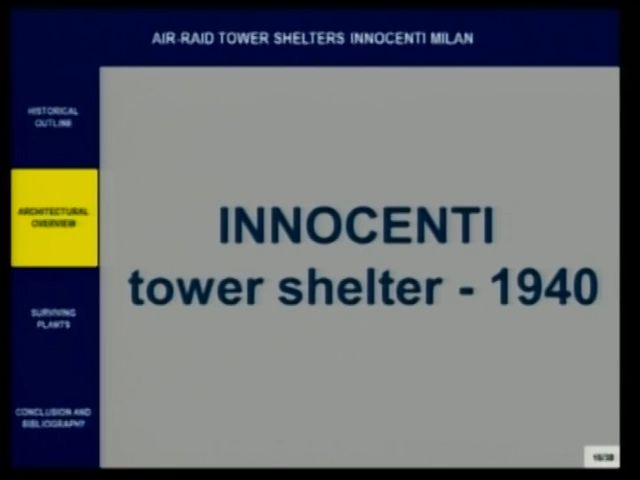 AIR-RAID TOWER SHELTERS INNOCENTI MILAN
HISTORICAL
OUTLINE
ARCHITECTURAL
OVERVIEW
SURVIVING
PLANTS
CONCLUSION AND
BIBLIOGRAPHY
INNOCENTI
tower shelter - 1940